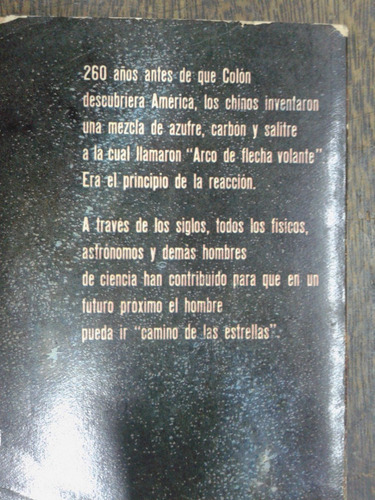 260 años antes de que Colón
descubriera América, los chinos inventaron
una mezcla de azufre, carbón y salitre
a la cual llamaron "Arco de flecha volante"
Era el principio de la reacción.
A través de los siglos, todos los físicos,
astrónomos y demás hombres
de ciencia han contribuido para que en un
futuro próximo el hombre
pueda ir "camino de las estrellas".